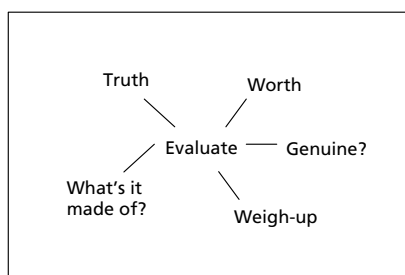 Truth
Worth
Evaluate
Genuine?
What's it
made of?
Weigh-up